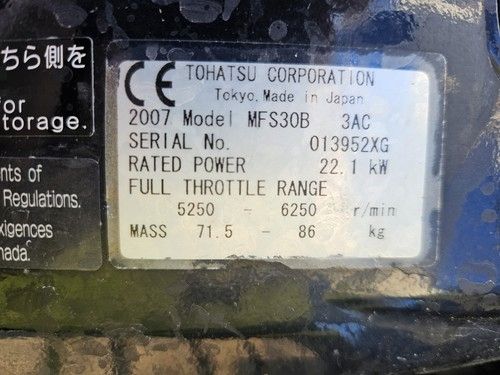 ちら側を
or
torage.
nts of
Regulations.
xigences
nada.
CE TOHATSU CORPORATION
Tokyo. Made in Japan
2007 Model MFS30B 3AC
SERIAL No. 013952XG
RATED POWER 22.1 kW
FULL THROTTLE RANGE
5250 - 6250 r/min
MASS 71.5 - 86 kg